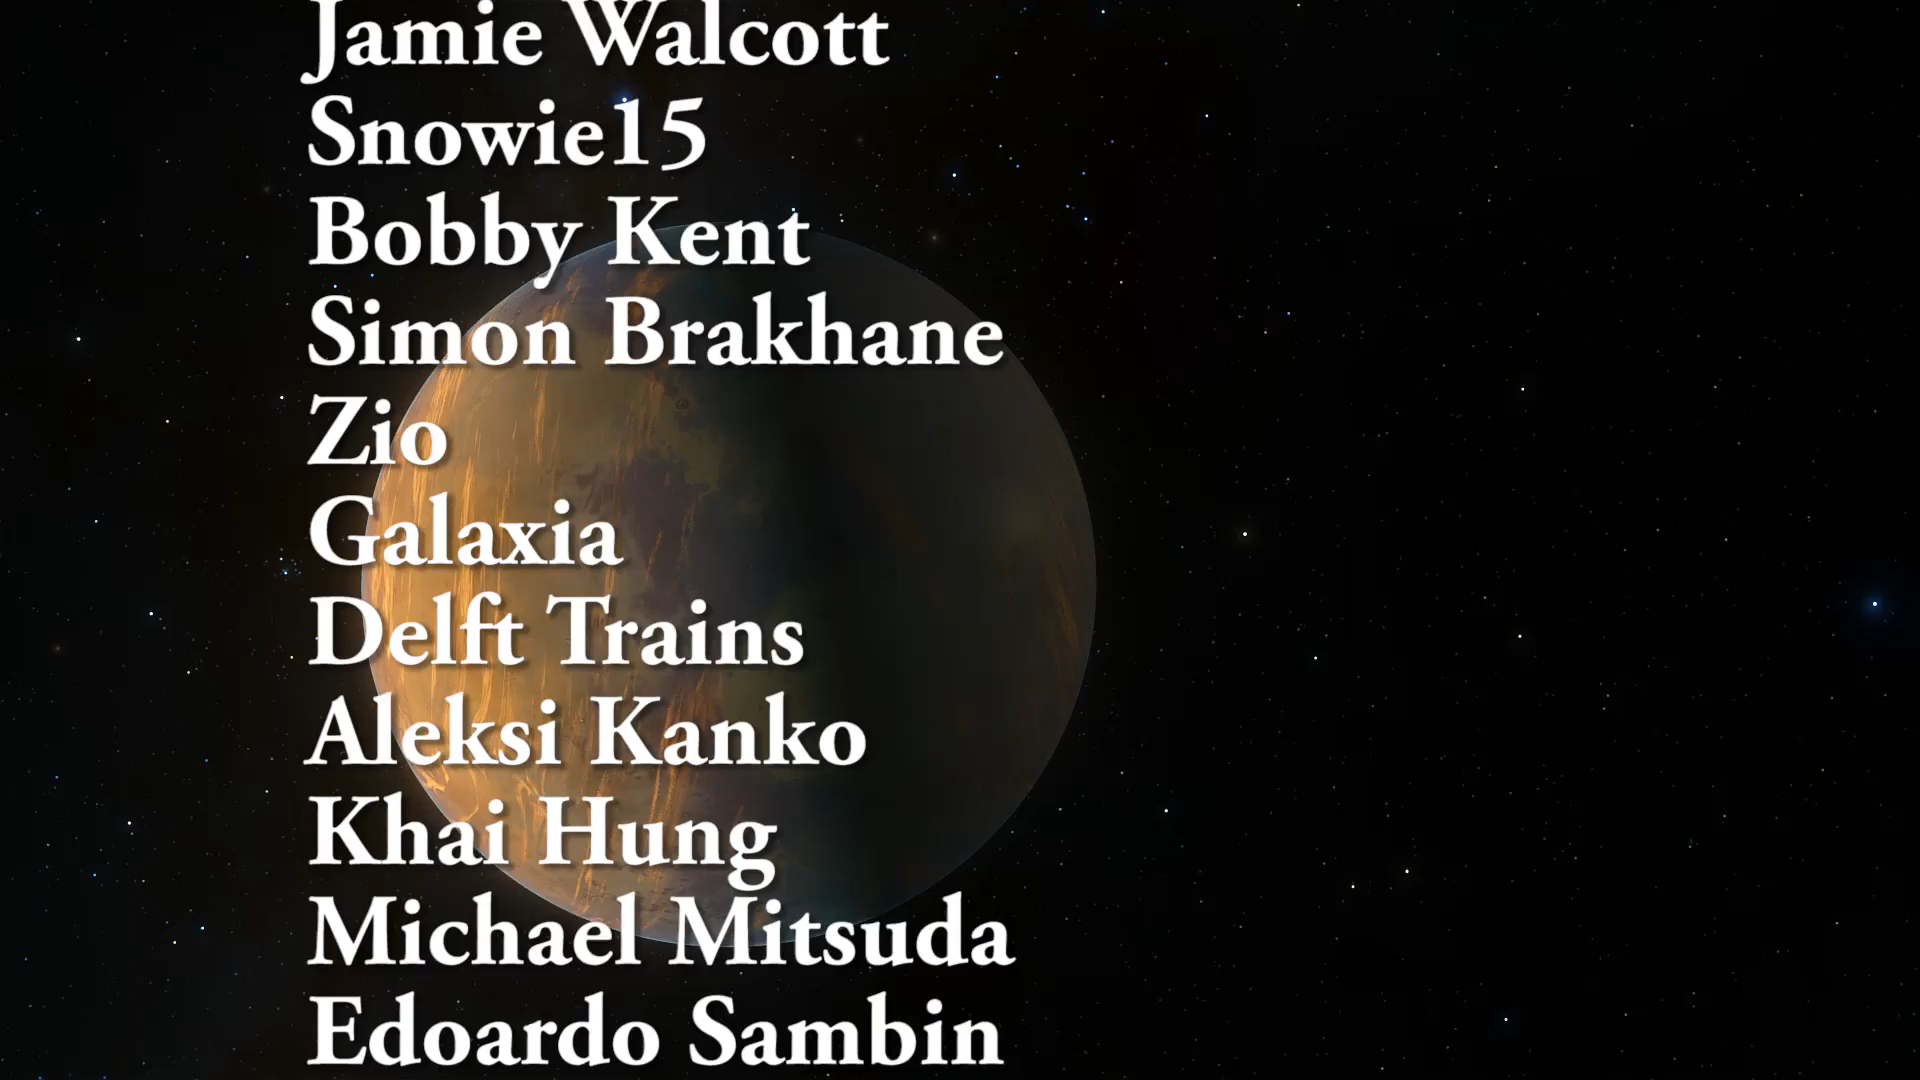 Jamie Walcott
Snowie15
Bobby Kent
Simon Brakhane
Zio
Galaxia
Delft Trains
Aleksi Kanko
Khai Hung
Michael Mitsuda
Edoardo Sambin